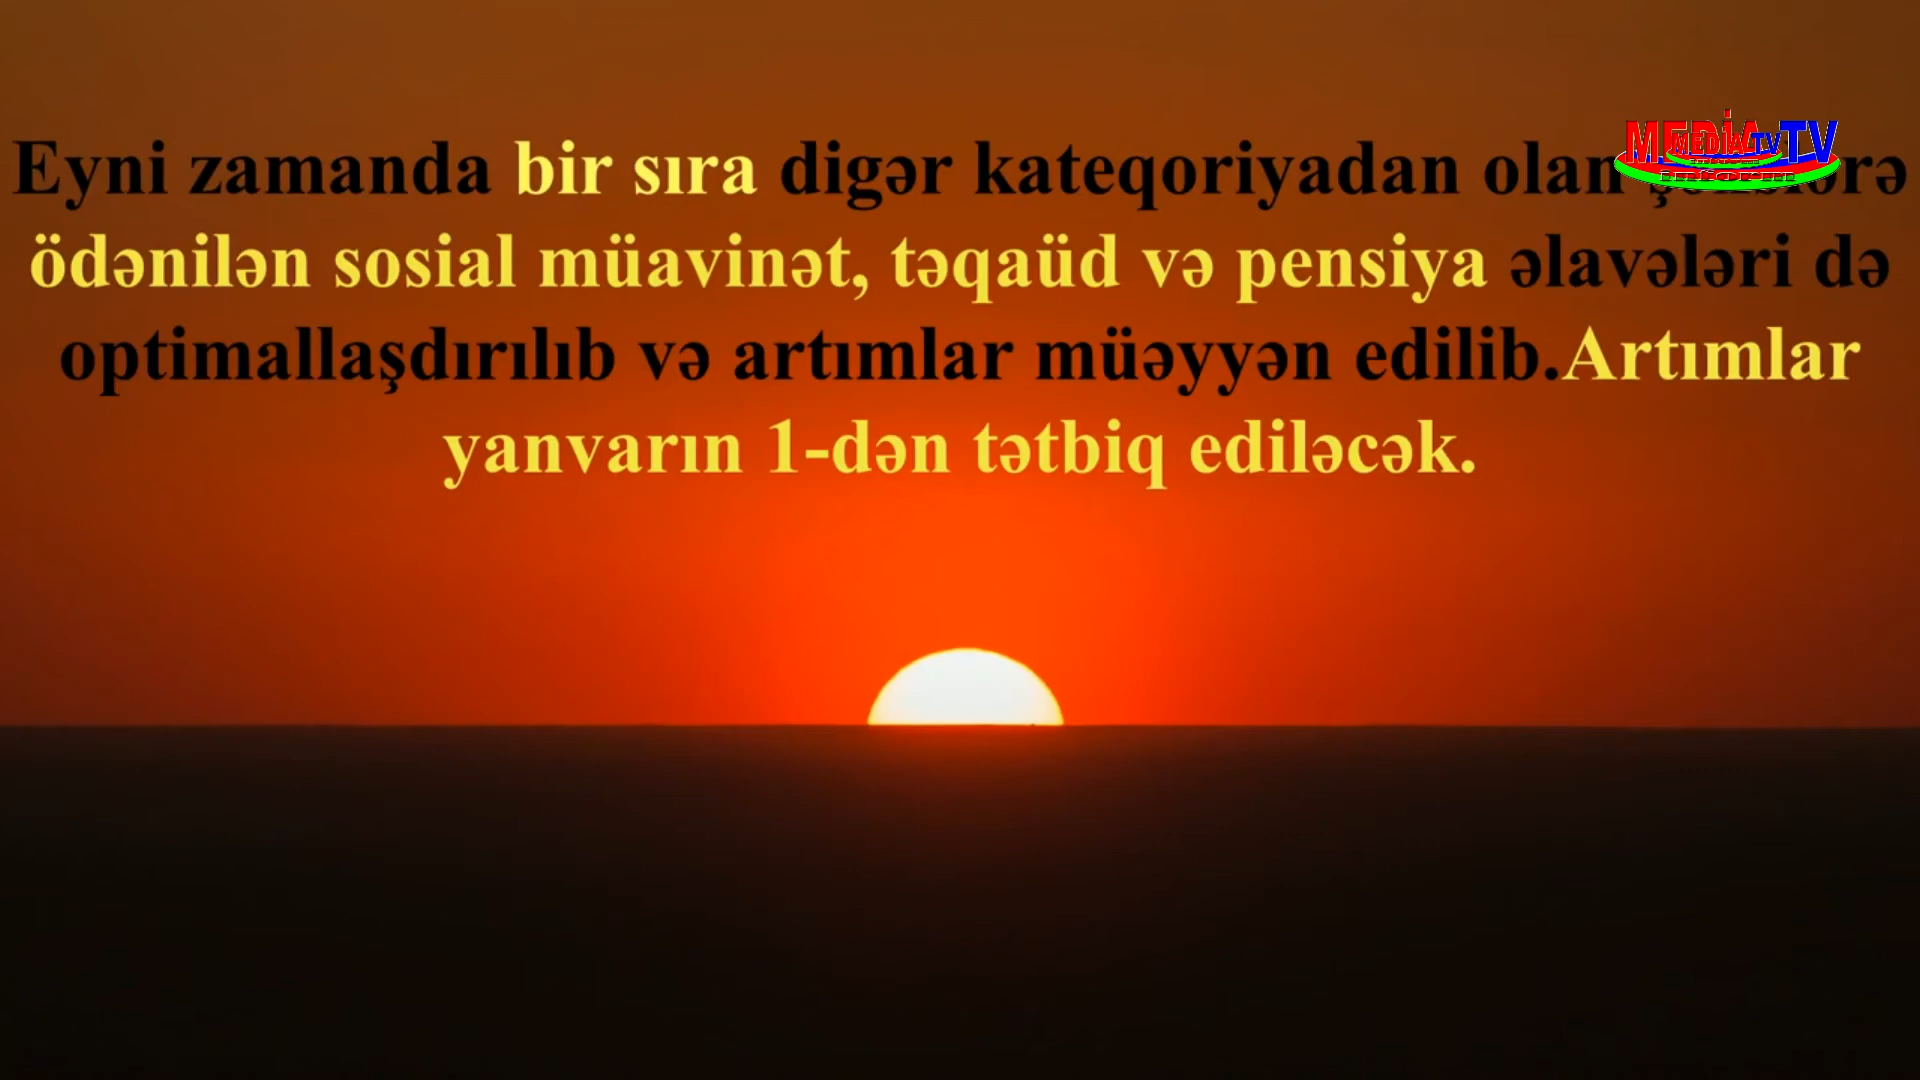 Eyni zamanda bir sıra digər kateqoriyadan olan
ödənilən sosial müavinət, təqaüd və pensiya əlavələri də
optimallaşdırılıb və artımlar müəyyən edilib.Artımlar
yanvarın 1-dən tətbiq ediləcək.
MEDİA TV